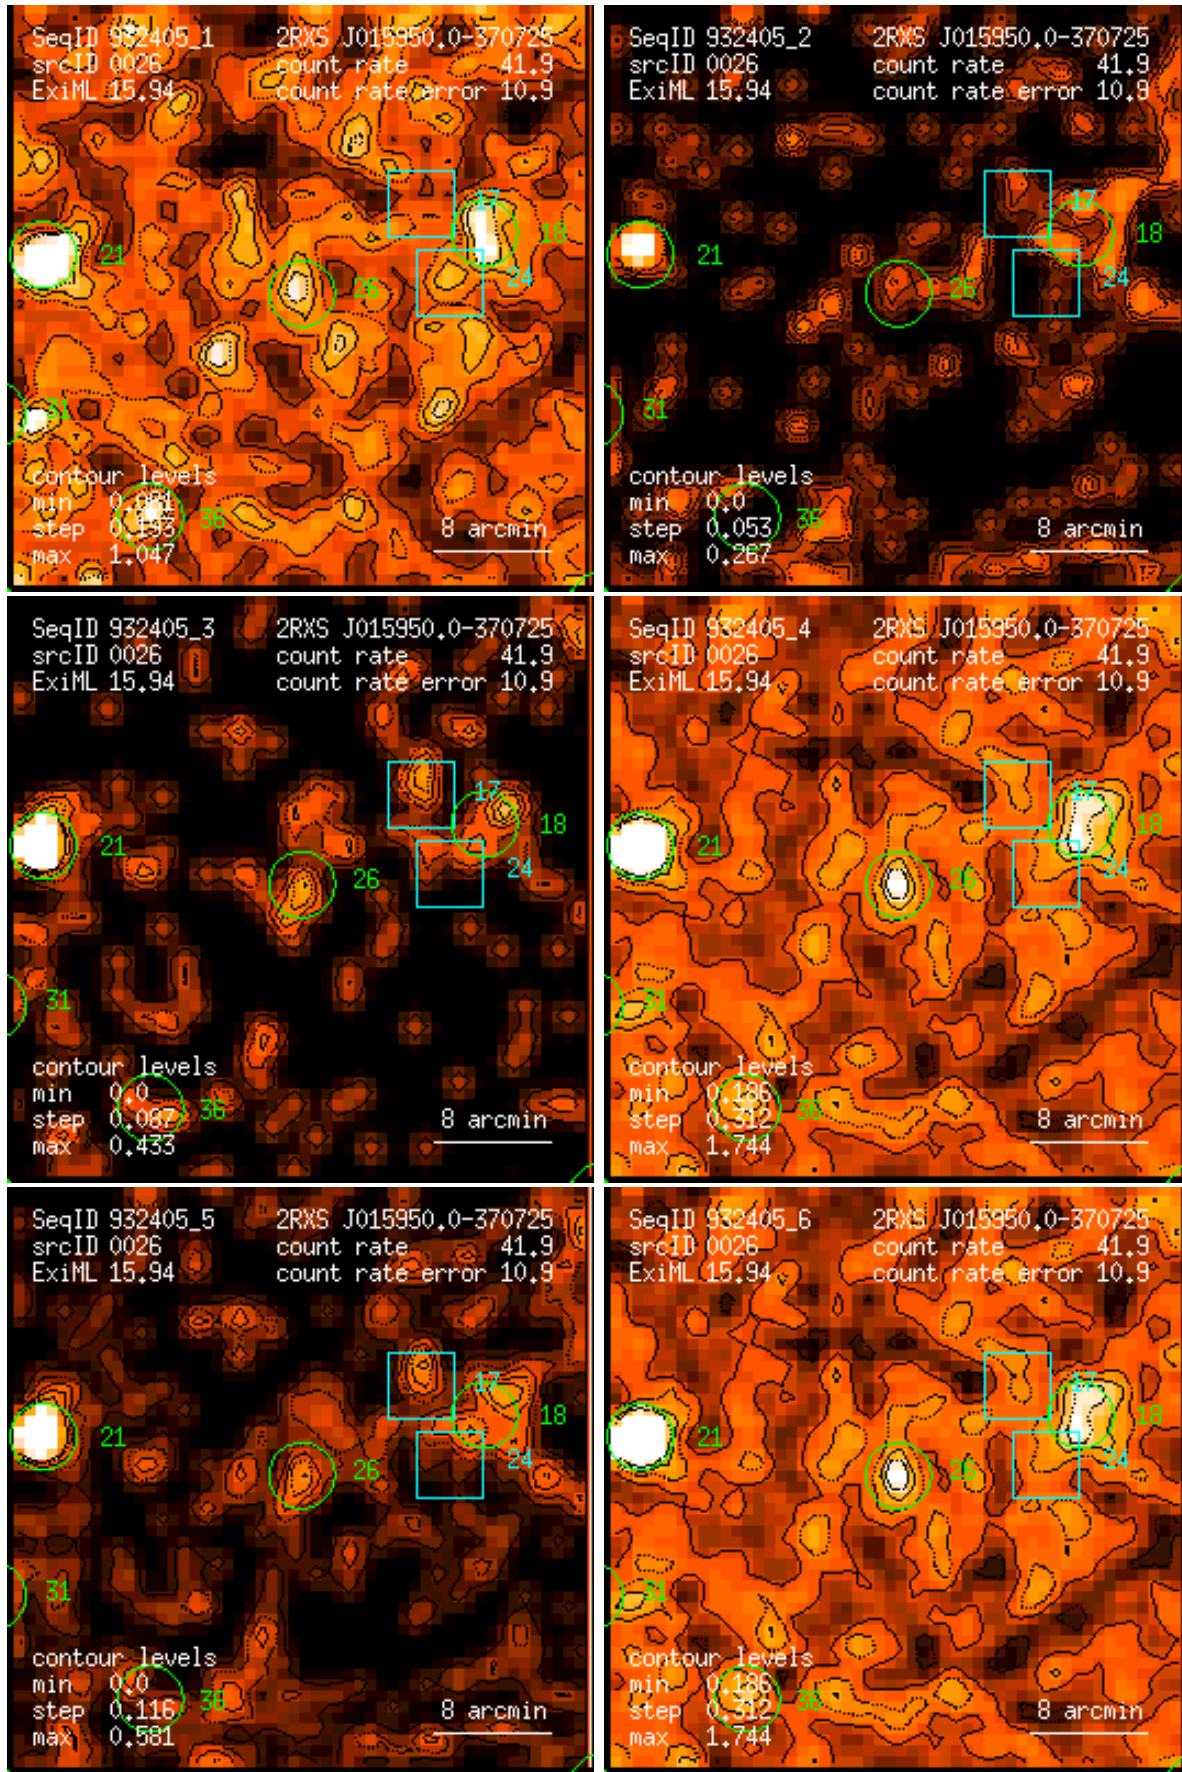 SeqID 932405_1 2RXS J015950.0-370725
srcID 0026 count rate 41.9
ExiML 15.94 count rate error 10.9
17
18
21
24
26
31
contour levels
min 0.081
36
step 0.193 8 arcmin
max 1.047
SeqID 932405_2 2RXS J015950.0-370725
srcID 0026 count rate 41.9
ExiML 15.94 count rate error 10.9
17
18
21
24
26
31
contour levels
min 0.0
36
step 0.053 8 arcmin
max 0.267
SeqID 932405_3 2RXS J015950.0-370725
srcID 0026 count rate 41.9
ExiML 15.94 count rate error 10.9
17
18
21
24
26
31
contour levels
min 0.0
36
step 0.087 8 arcmin
max 0.433
SeqID 932405_4 2RXS J015950.0-370725
srcID 0026 count rate 41.9
ExiML 15.94 count rate error 10.9
17
18
21
24
26
31
contour levels
min 0.186
36
step 0.312 8 arcmin
max 1.744
SeqID 932405_5 2RXS J015950.0-370725
srcID 0026 count rate 41.9
ExiML 15.94 count rate error 10.9
17
18
21
24
26
31
contour levels
min 0.0
36
step 0.116 8 arcmin
max 0.581
SeqID 932405_6 2RXS J015950.0-370725
srcID 0026 count rate 41.9
ExiML 15.94 count rate error 10.9
17
18
21
24
26
31
contour levels
min 0.186
36
step 0.312 8 arcmin
max 1.744